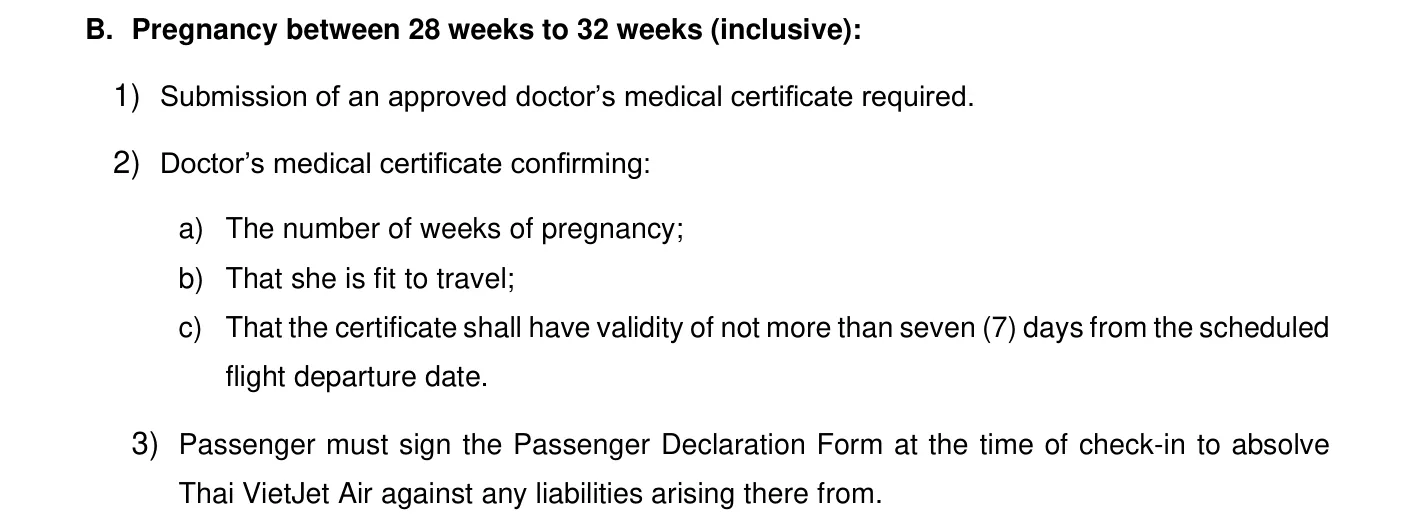 B. Pregnancy between 28 weeks to 32 weeks (inclusive):
1) Submission of an approved doctor’s medical certificate required.
2) Doctor’s medical certificate confirming:
a) The number of weeks of pregnancy;
b) That she is fit to travel;
c) That the certificate shall have validity of not more than seven (7) days from the scheduled
flight departure date.
3) Passenger must sign the Passenger Declaration Form at the time of check-in to absolve
Thai VietJet Air against any liabilities arising there from.